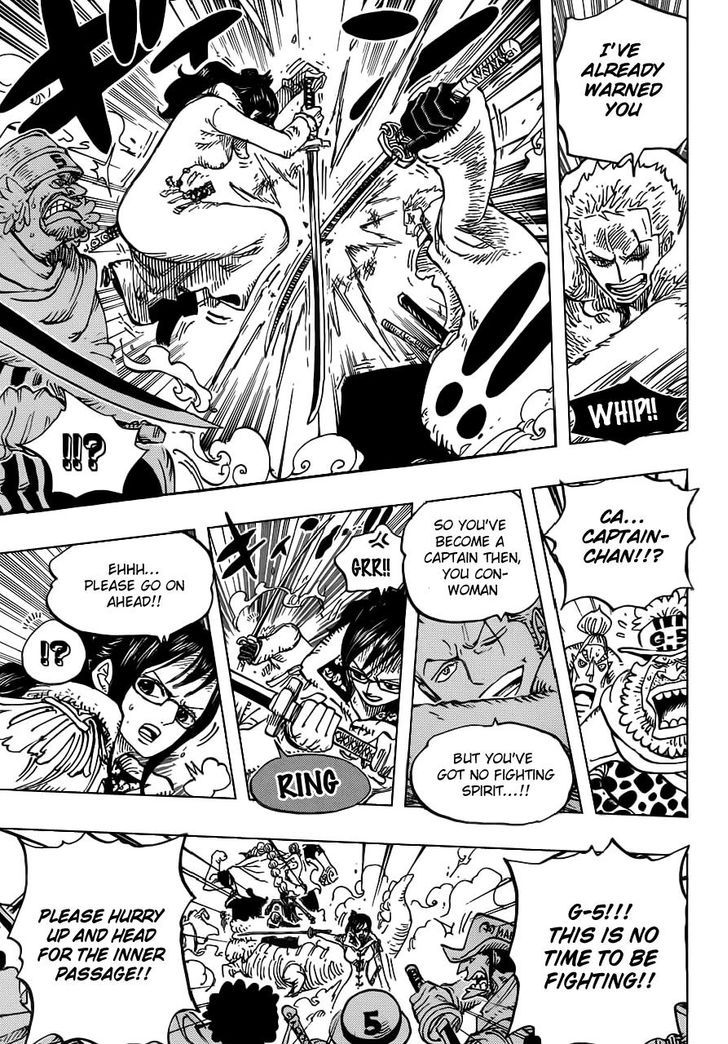 I'VE
ALREADY
WARNED
YOU
WHIP!!
5
!!
!!?
CA...
CAPTAIN-
CHAN!!?
G-5
SO YOU'VE
BECOME A
CAPTAIN THEN,
YOU CON-
WOMAN
BUT YOU'VE
GOT NO FIGHTING
SPIRIT...!!
GRR!!
RING
EHHH...
PLEASE GO ON
AHEAD!!
!?
G-5!!!
THIS IS NO
TIME TO BE
FIGHTING!!
PLEASE HURRY
UP AND HEAD
FOR THE INNER
PASSAGE!!
5